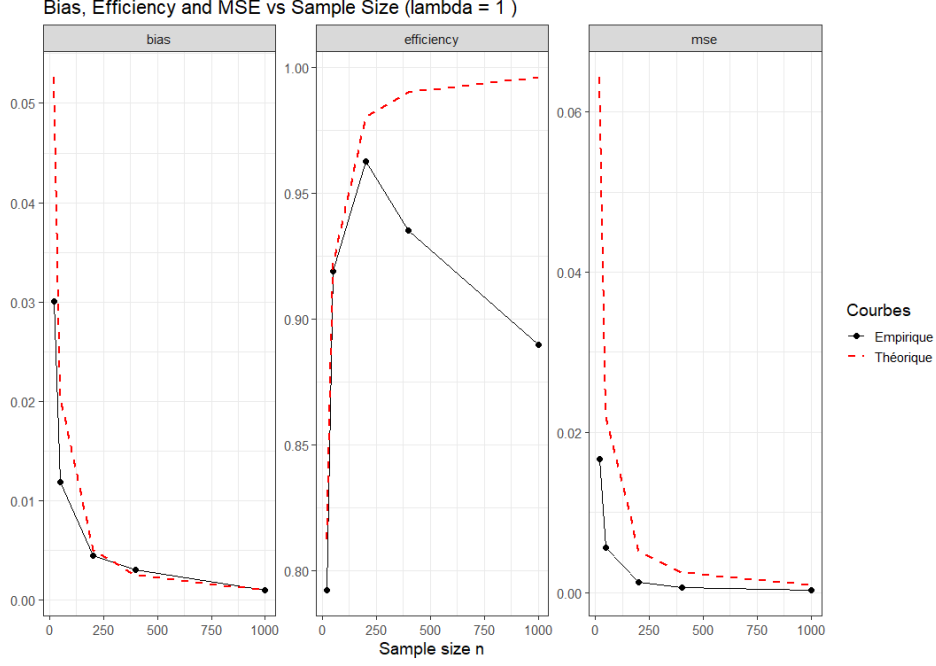 Bias, Efficiency and MSE vs Sample Size (lambda = 1 )
bias
efficiency
mse
0.05
0.04
0.03
0.02
0.01
0.00
1.00
0.95
0.90
0.85
0.80
0.06
0.04
0.02
0.00
0 250 500 750 1000
0 250 500 750 1000
0 250 500 750 1000
Sample size n
Courbes
Empirique
Théorique